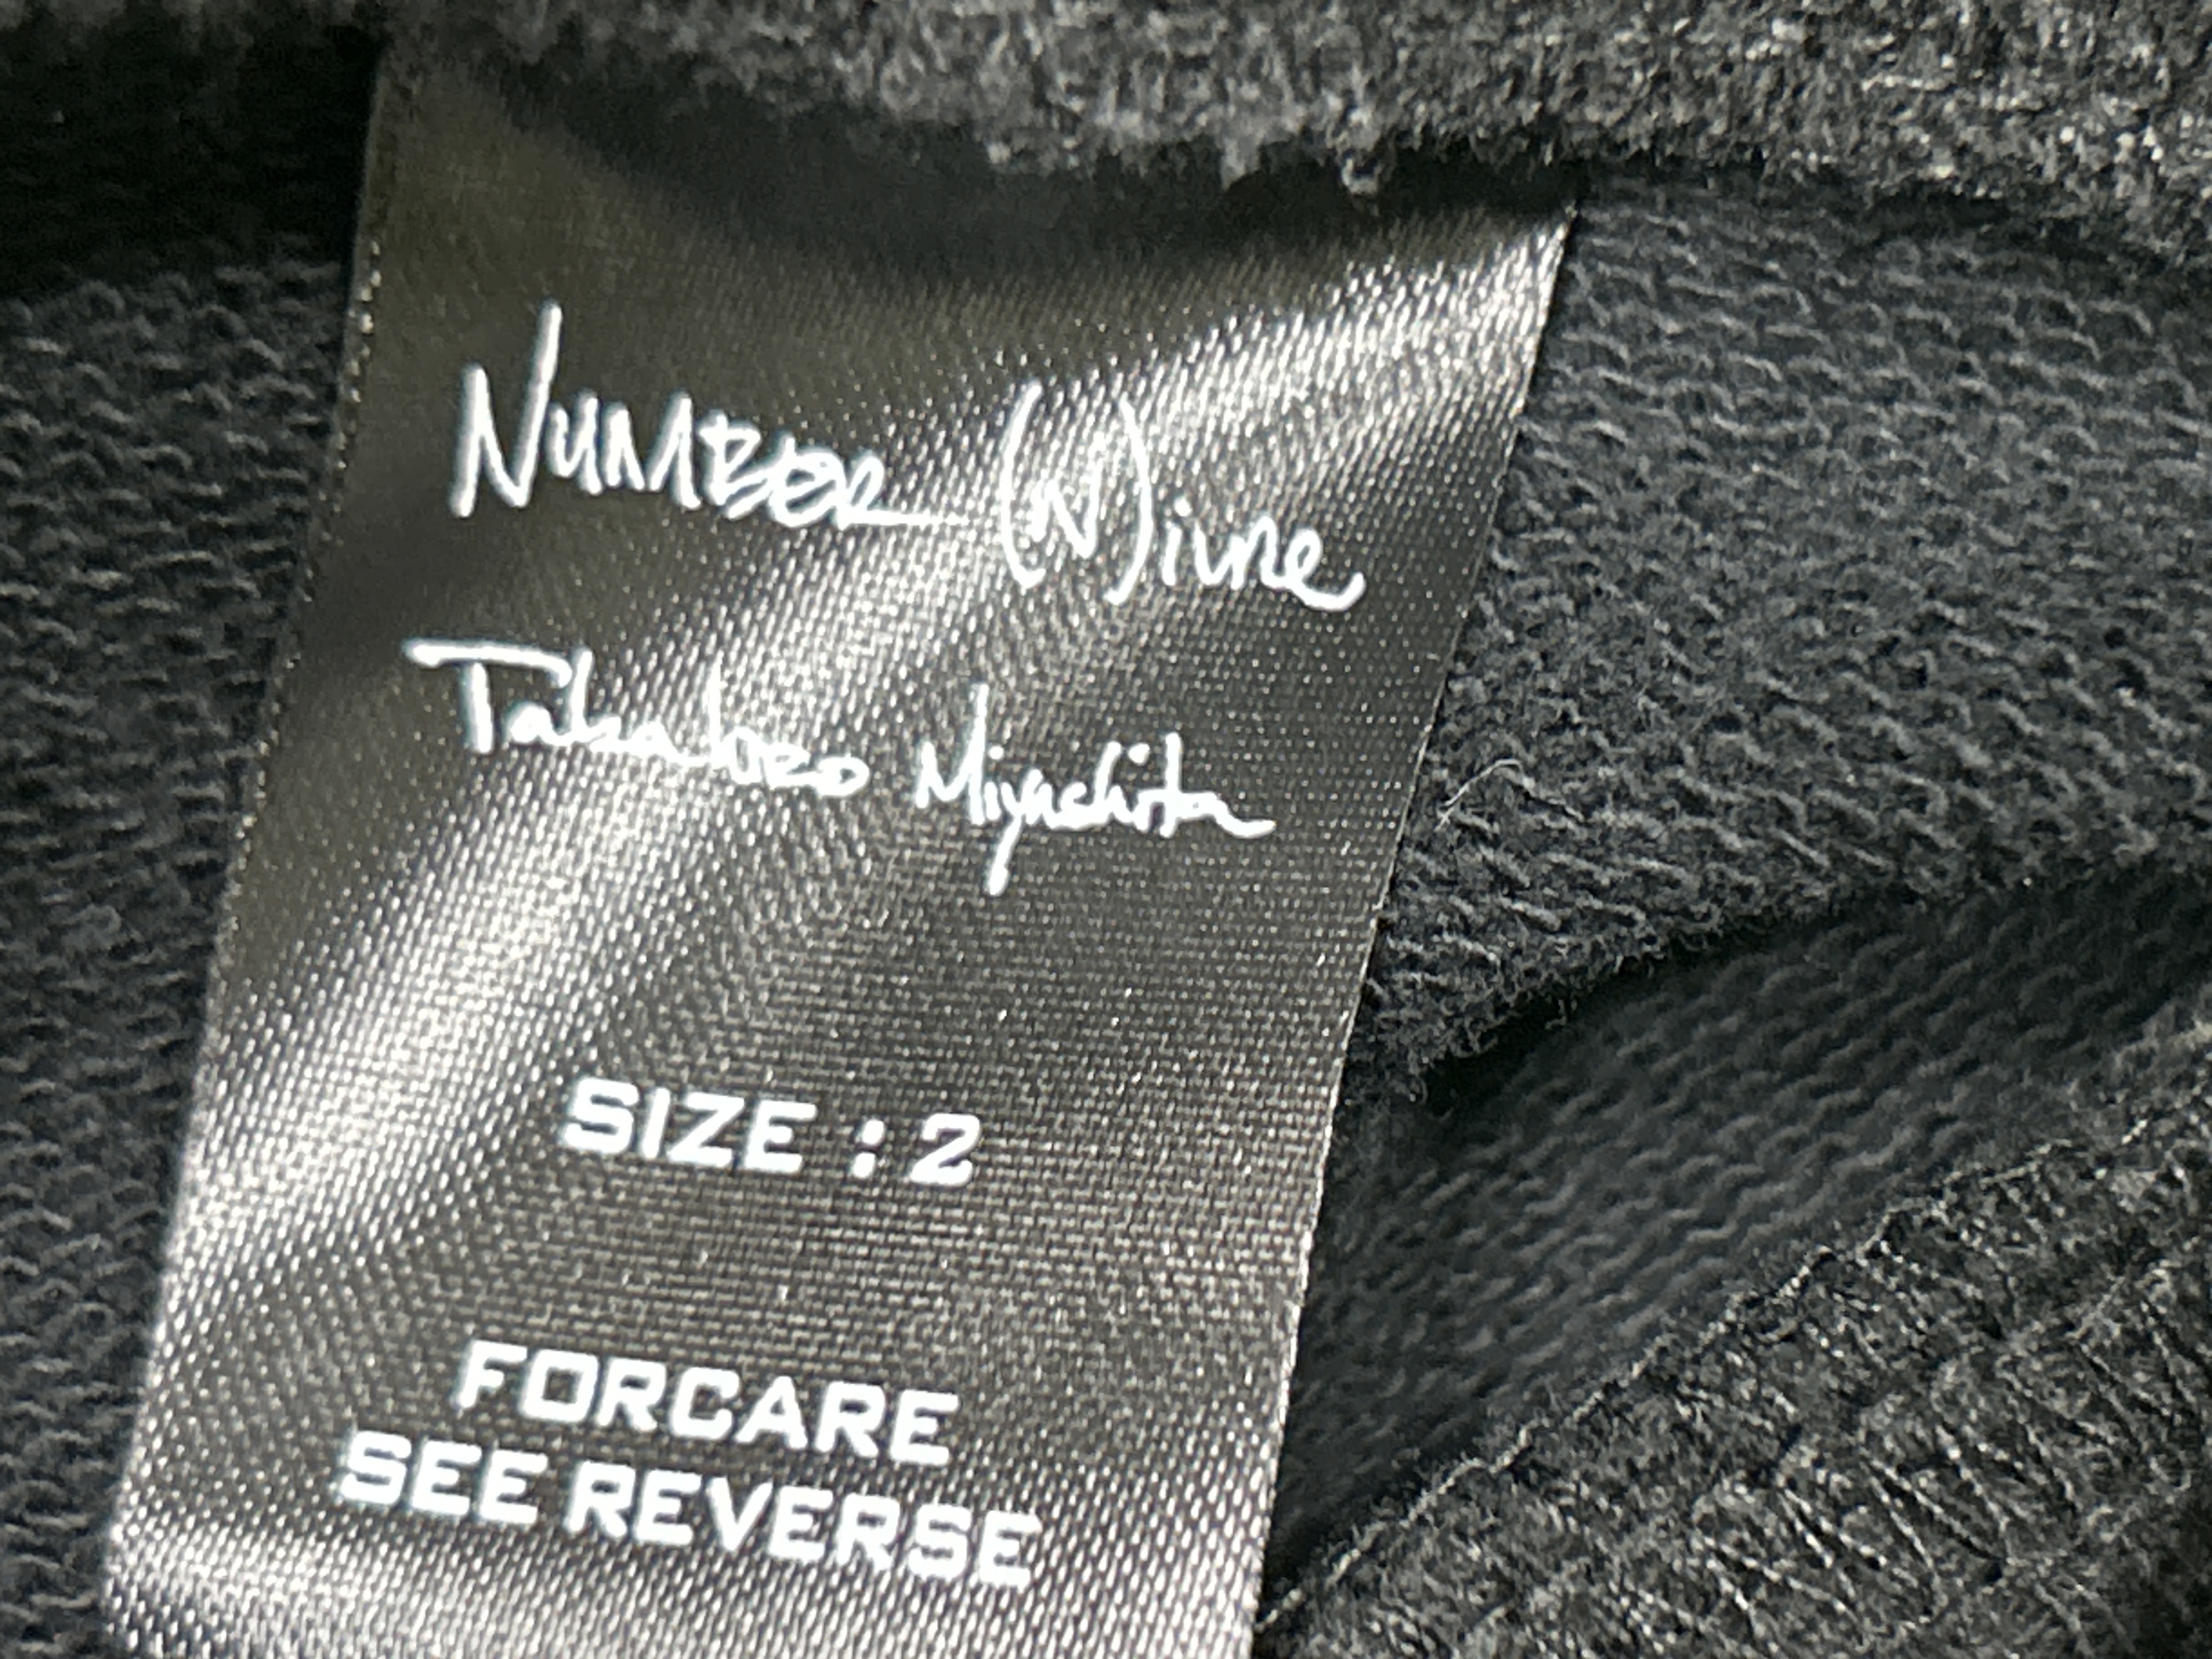 NUMBER (N)ine
Takahiro Miyashita
SIZE : 2
FORCARE
SEE REVERSE